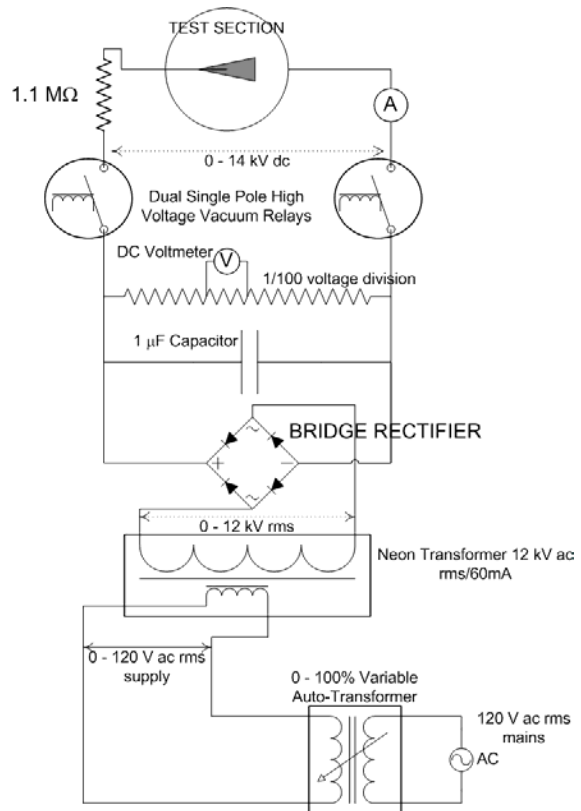 TEST SECTION
1.1 MΩ
A
0 - 14 kV dc
Dual Single Pole High
Voltage Vacuum Relays
DC Voltmeter
V
1/100 voltage division
1 μF Capacitor
BRIDGE RECTIFIER
+
−
0 - 12 kV rms
Neon Transformer 12 kV ac
rms/60mA
0 - 120 V ac rms
supply
0 - 100% Variable
Auto-Transformer
120 V ac rms
mains
AC